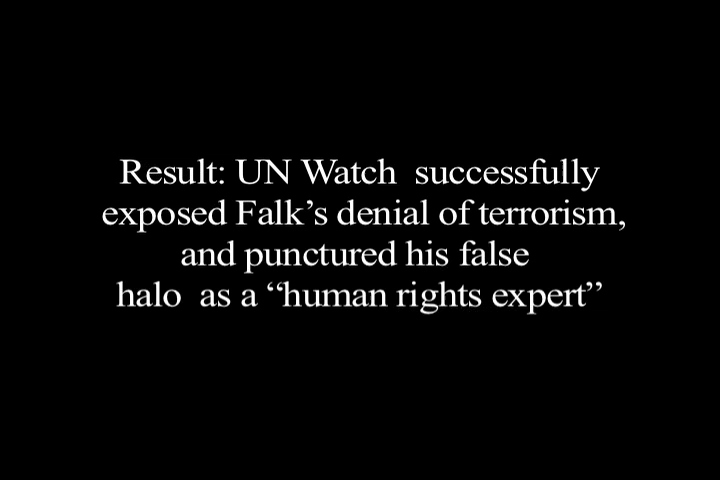 Result: UN Watch  successfully
exposed Falk’s denial of terrorism,
and punctured his false
halo  as a “human rights expert”